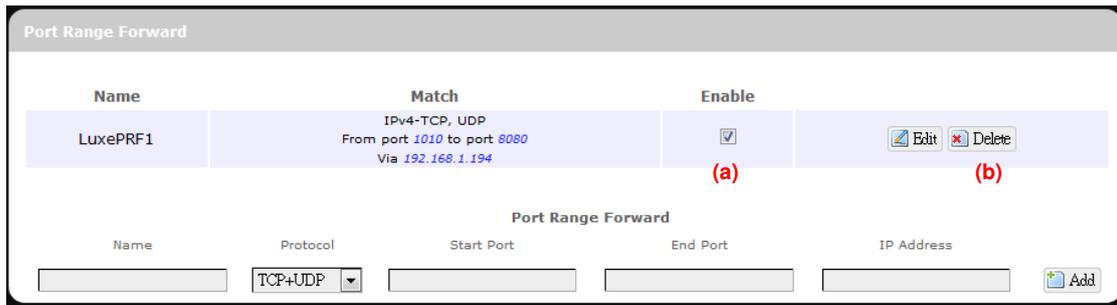 Port Range Forward
Name Match Enable
LuxePRF1
IPv4-TCP, UDP
From port 1010 to port 8080
Via 192.168.1.194
Edit Delete
(a) (b)
Port Range Forward
Name Protocol Start Port End Port IP Address
TCP+UDP Add